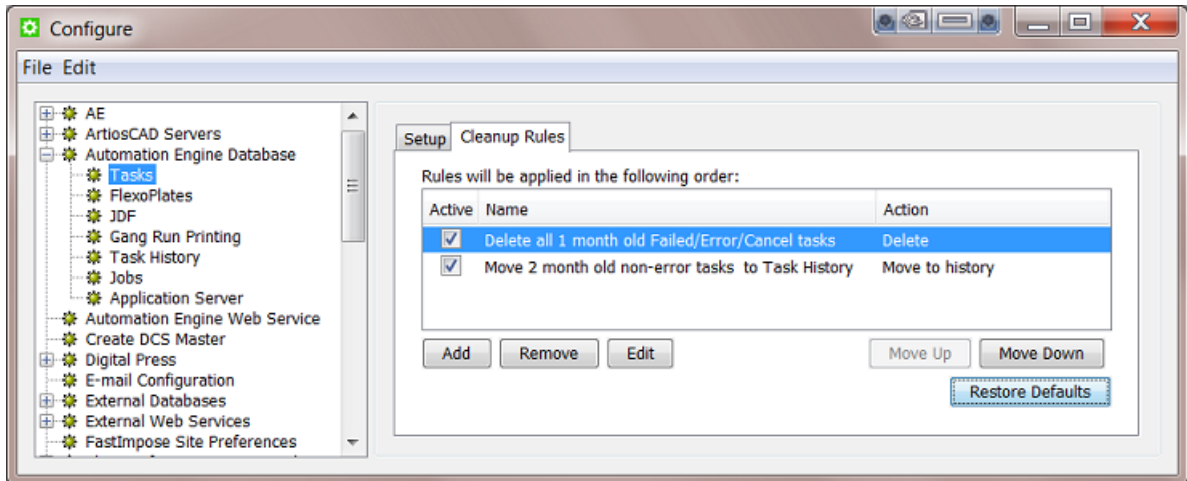 Configure
File Edit
AE
ArtiosCAD Servers
Automation Engine Database
Tasks
FlexoPlates
JDF
Gang Run Printing
Task History
Jobs
Application Server
Automation Engine Web Service
Create DCS Master
Digital Press
E-mail Configuration
External Databases
External Web Services
FastImpose Site Preferences
Setup Cleanup Rules
Rules will be applied in the following order:
Active Name Action
Delete all 1 month old Failed/Error/Cancel tasks Delete
Move 2 month old non-error tasks to Task History Move to history
Add Remove Edit Move Up Move Down
Restore Defaults